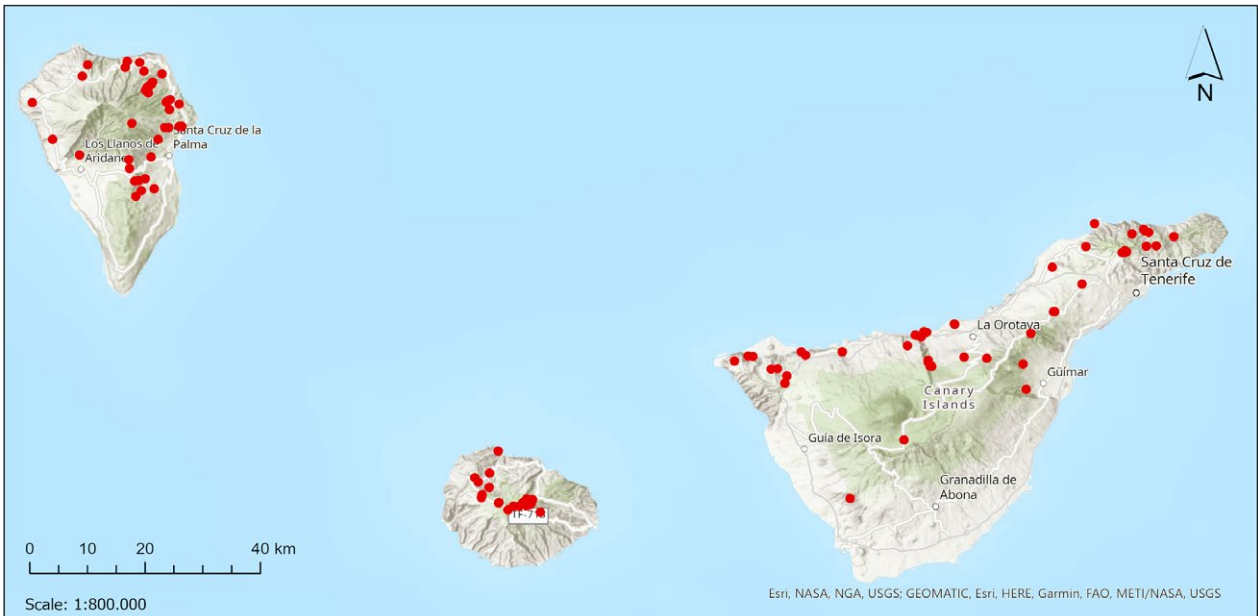 N
Santa Cruz de la
Palma
Los Llanos de
Aridane
Santa Cruz de
Tenerife
La Orotava
Güímar
Canary
Islands
Guía de Isora
Granadilla de
Abona
0 10 20 40 km
Scale: 1:800.000
Esri, NASA, NGA, USGS; GEOMATIC, Esri, HERE, Garmin, FAO, METI/NASA, USGS